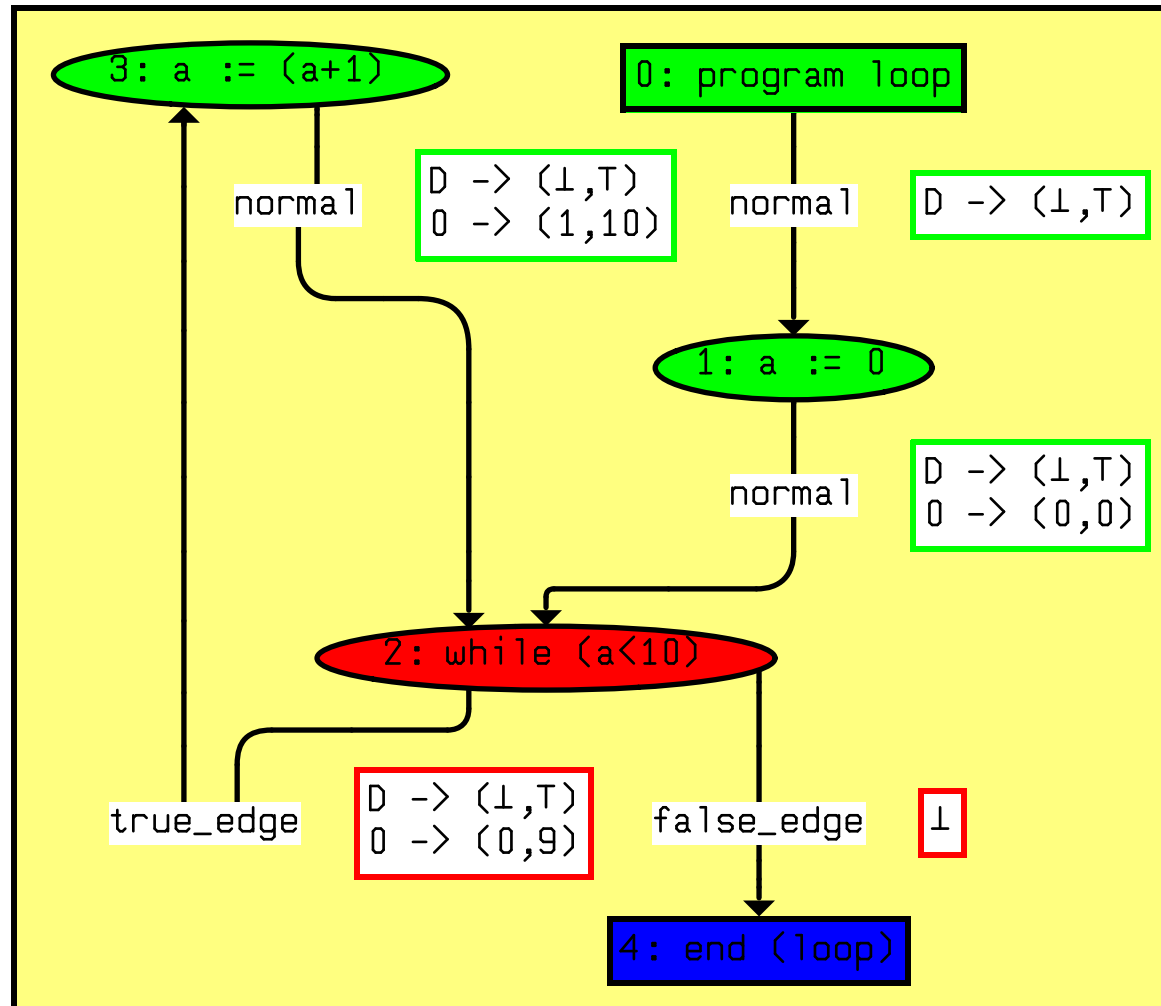 3: a := (a+1)
0: program loop
D -> (⊥,T)
0 -> (1,10)
D -> (⊥,T)
normal
normal
1: a := 0
D -> (⊥,T)
0 -> (0,0)
normal
2: while (a<10)
D -> (⊥,T)
0 -> (0,9)
true_edge
false_edge
⊥
4: end (loop)